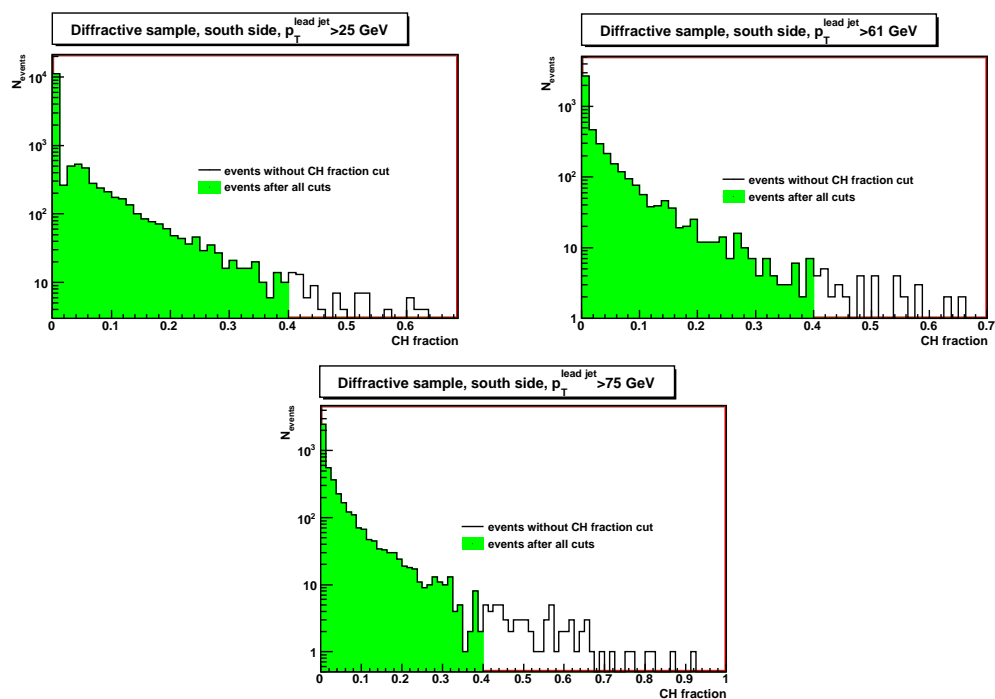 Diffractive sample, south side, p_T^lead jet >25 GeV
N_events
10^4
10^3
10^2
10
events without CH fraction cut
events after all cuts
0 0.1 0.2 0.3 0.4 0.5 0.6
CH fraction
Diffractive sample, south side, p_T^lead jet >61 GeV
N_events
10^3
10^2
10
1
events without CH fraction cut
events after all cuts
0 0.1 0.2 0.3 0.4 0.5 0.6 0.7
CH fraction
Diffractive sample, south side, p_T^lead jet >75 GeV
N_events
10^3
10^2
10
1
events without CH fraction cut
events after all cuts
0 0.1 0.2 0.3 0.4 0.5 0.6 0.7 0.8 0.9 1
CH fraction